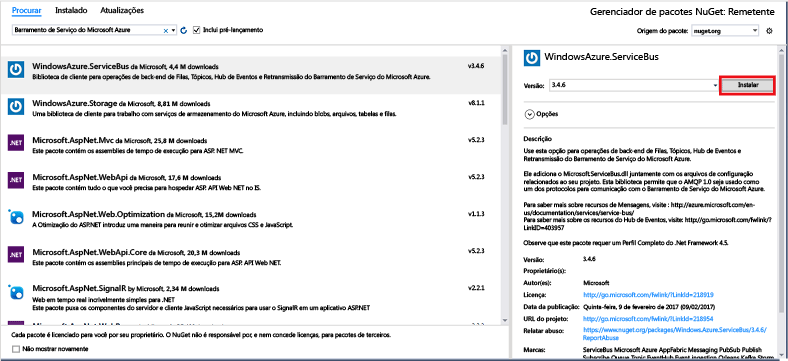 Procurar Instalado Atualizações
Gerenciador de pacotes NuGet: Remetente
Barramento de Serviço do Microsoft Azure
Inclui pré-lançamento
Origem do pacote: nuget.org
WindowsAzure.ServiceBus da Microsoft, 4,4 M downloads
v3.4.6
Biblioteca de cliente para operações de back-end de Filas, Tópicos, Hub de Eventos e Retransmissão do Barramento de Serviço do Microsoft Azure.
WindowsAzure.Storage da Microsoft, 8,81 M downloads
v8.1.1
Uma biblioteca de cliente para trabalho com serviços de armazenamento do Microsoft Azure, incluindo blobs, arquivos, tabelas e filas.
.NET
Microsoft.AspNet.Mvc da Microsoft, 25,8 M downloads
v5.2.3
Este pacote contém os assemblies de tempo de execução para ASP. NET MVC.
.NET
Microsoft.AspNet.WebApi da Microsoft, 17,6 M downloads
v5.2.3
Este pacote contém tudo o que você precisa para hospedar ASP. API Web NET no IS.
Microsoft.AspNet.Web.Optimization da Microsoft, 15,2M downloads
v1.1.3
A Otimização do ASP.NET introduz uma maneira para reunir e otimizar arquivos CSS e JavaScript.
.NET
Microsoft.AspNet.WebApi.Core da Microsoft, 20,3 M downloads
v5.2.3
Este pacote contém os assemblies principais de tempo de execução para ASP. API Web NET.
Microsoft.AspNet.SignalR by Microsoft, 2,34 M downloads
v2.2.1
Web em tempo real incrivelmente simples para .NET
Este pacote puxa os componentes do servidor e cliente JavaScript necessários para usar o SignalR em um aplicativo ASP.NET
Cada pacote é licenciado para você por seu proprietário. O NuGet não é responsável por, e nem concede licenças, para pacotes de terceiros.
Não mostrar novamente
WindowsAzure.ServiceBus
Versão: 3.4.6
Instalar
Opções
Descrição
Use esta opção para operações de back-end de Filas, Tópicos, Hub de Eventos e
Retransmissão do Barramento de Serviço do Microsoft Azure.
Ele adiciona o Microsoft.ServiceBus.dll juntamente com os arquivos da configuração
relacionados ao seu projeto. Esta biblioteca permite que o AMQP 1.0 seja usado como
um dos protocolos para comunicação com o Barramento de Serviço do Microsoft Azure.
Para saber mais sobre recursos de Mensagens, visite : http://azure.microsoft.com/en-
us/documentation/services/service-bus/
Para saber mais sobre os recursos do Hub de Eventos, visite: http://go.microsoft.com/fwlink/?
LinkID=403957
Observe que este pacote requer um Perfil Completo do .Net Framework 4.5.
Versão: 3.4.6
Proprietário(s):
Autor(es): Microsoft
Licença: http://go.microsoft.com/fwlink/?LinkId=218919
Data da publicação: Quinta-feira, 9 de fevereiro de 2017 (09/02/2017)
URL do projeto: http://go.microsoft.com/fwlink/?LinkId=218954
Relatar abuso: https://www.nuget.org/packages/WindowsAzure.ServiceBus/3.4.6/
ReportAbuse
Marcas: ServiceBus Microsoft Azure AppFabric Messaging PubSub Publish